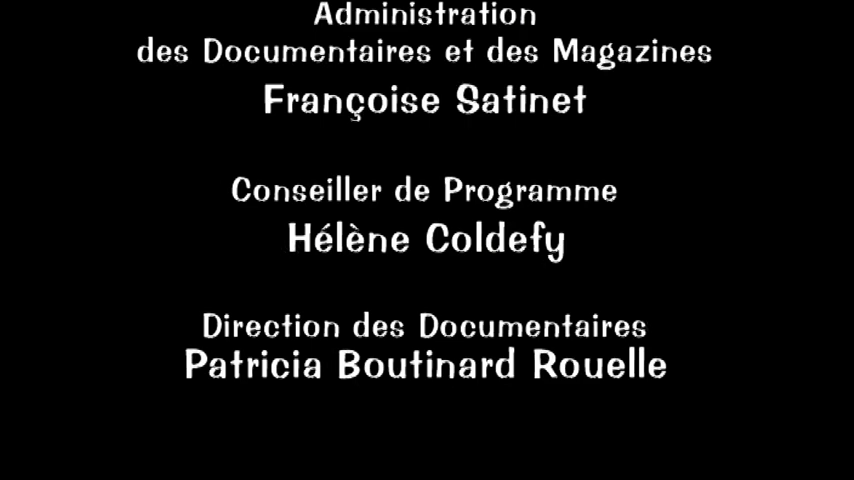 Administration
des Documentaires et des Magazines
Françoise Satinet
Conseiller de Programme
Hélène Coldefy
Direction des Documentaires
Patricia Boutinard Rouelle